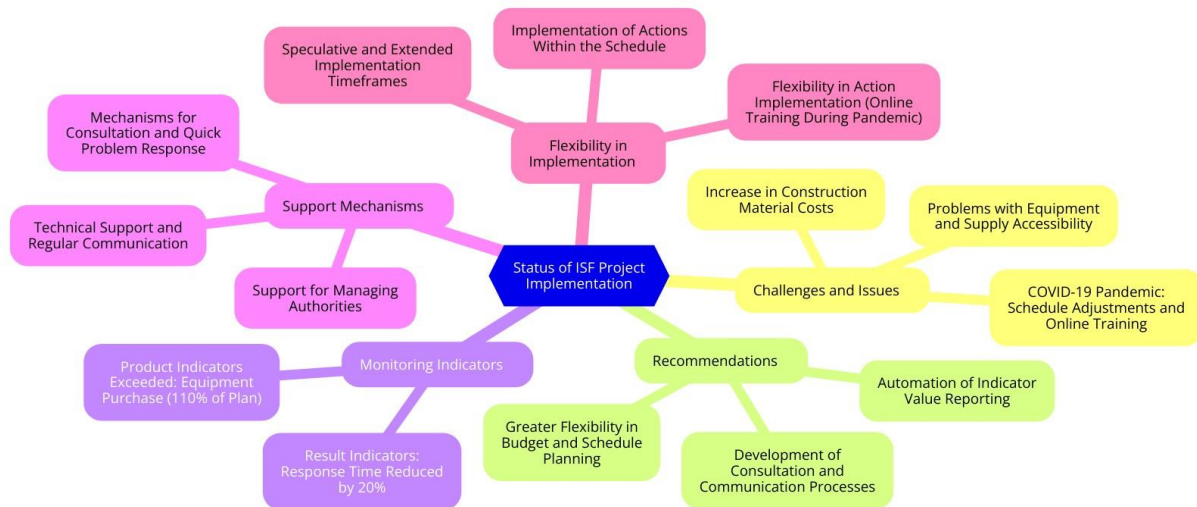 Implementation of Actions
Within the Schedule
Speculative and Extended
Implementation
Timeframes
Flexibility in Action
Implementation (Online
Training During Pandemic)
Flexibility in
Implementation
Mechanisms for
Consultation and Quick
Problem Response
Support Mechanisms
Technical Support and
Regular Communication
Support for Managing
Authorities
Increase in Construction
Material Costs
Problems with Equipment
and Supply Accessibility
Challenges and Issues
COVID-19 Pandemic:
Schedule Adjustments and
Online Training
Status of ISF Project
Implementation
Monitoring Indicators
Product Indicators
Exceeded: Equipment
Purchase (110% of Plan)
Result Indicators:
Response Time Reduced
by 20%
Recommendations
Automation of Indicator
Value Reporting
Greater Flexibility in
Budget and Schedule
Planning
Development of
Consultation and
Communication Processes